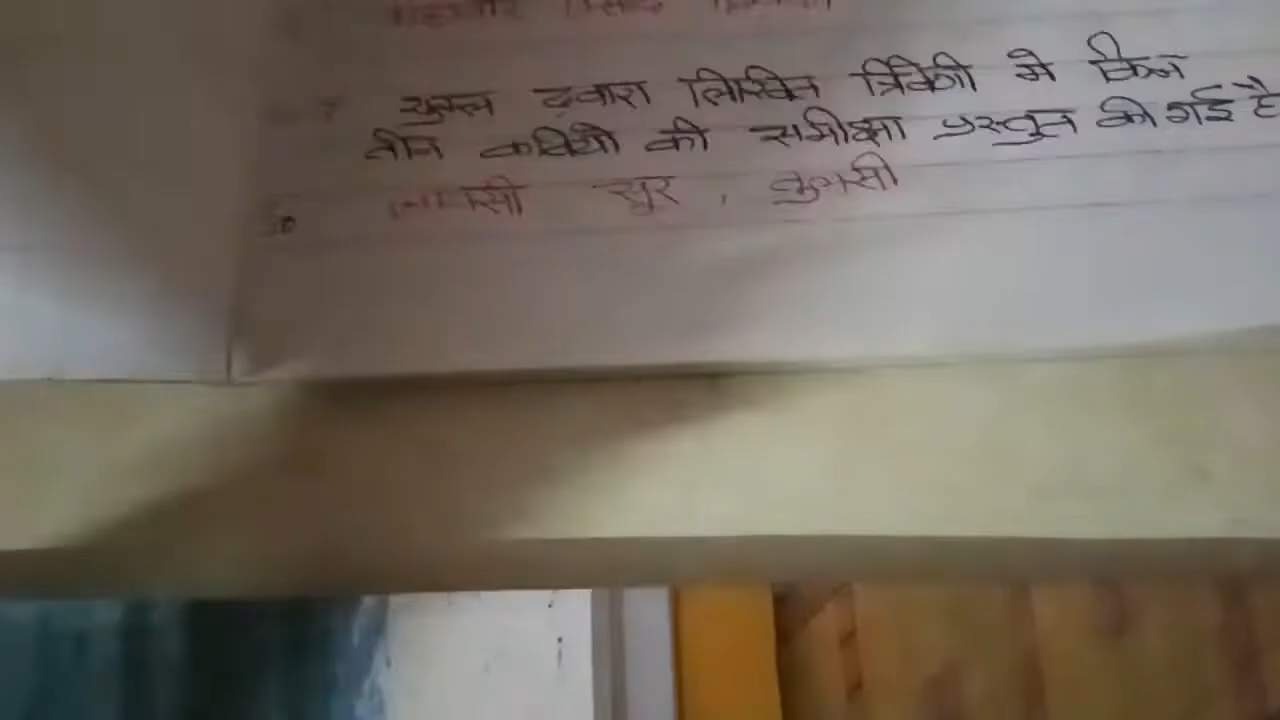 शुक्ल द्वारा लिखित त्रिवेणी मे किन
तीन कवियो की समीक्षा प्रस्तुत की गई है
सूर , तुलसी